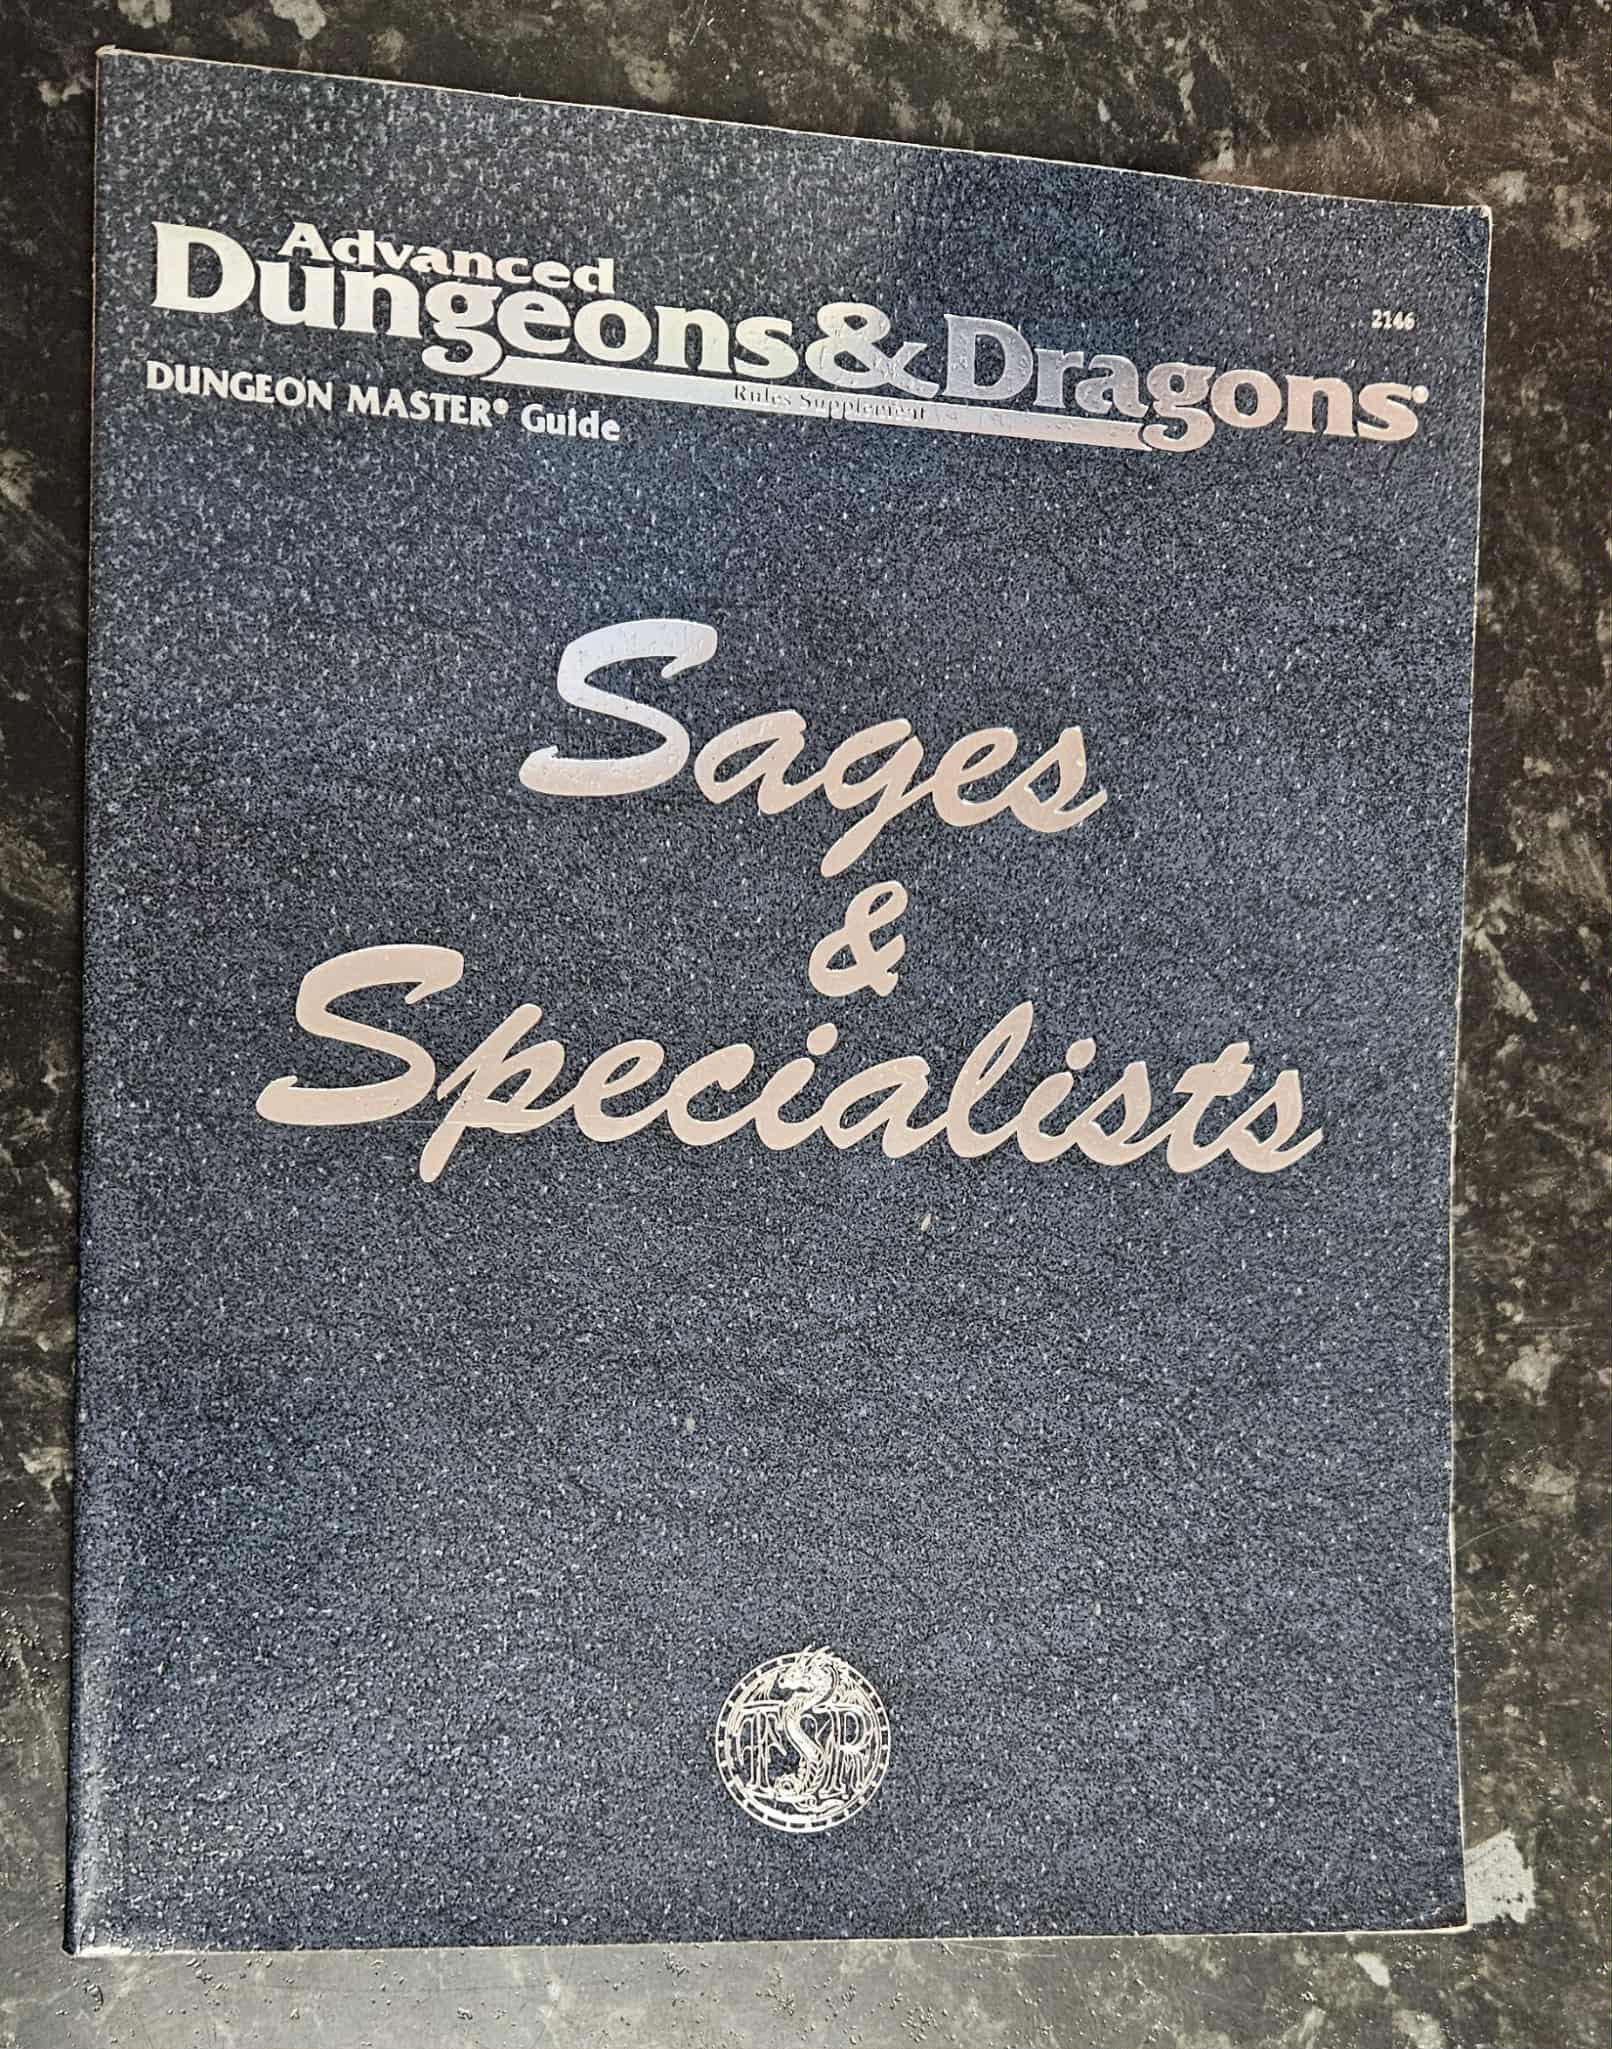 Advanced
Dungeons & Dragons®
2146
Rules Supplement
DUNGEON MASTER® Guide
Sages
&
Specialists
TSR